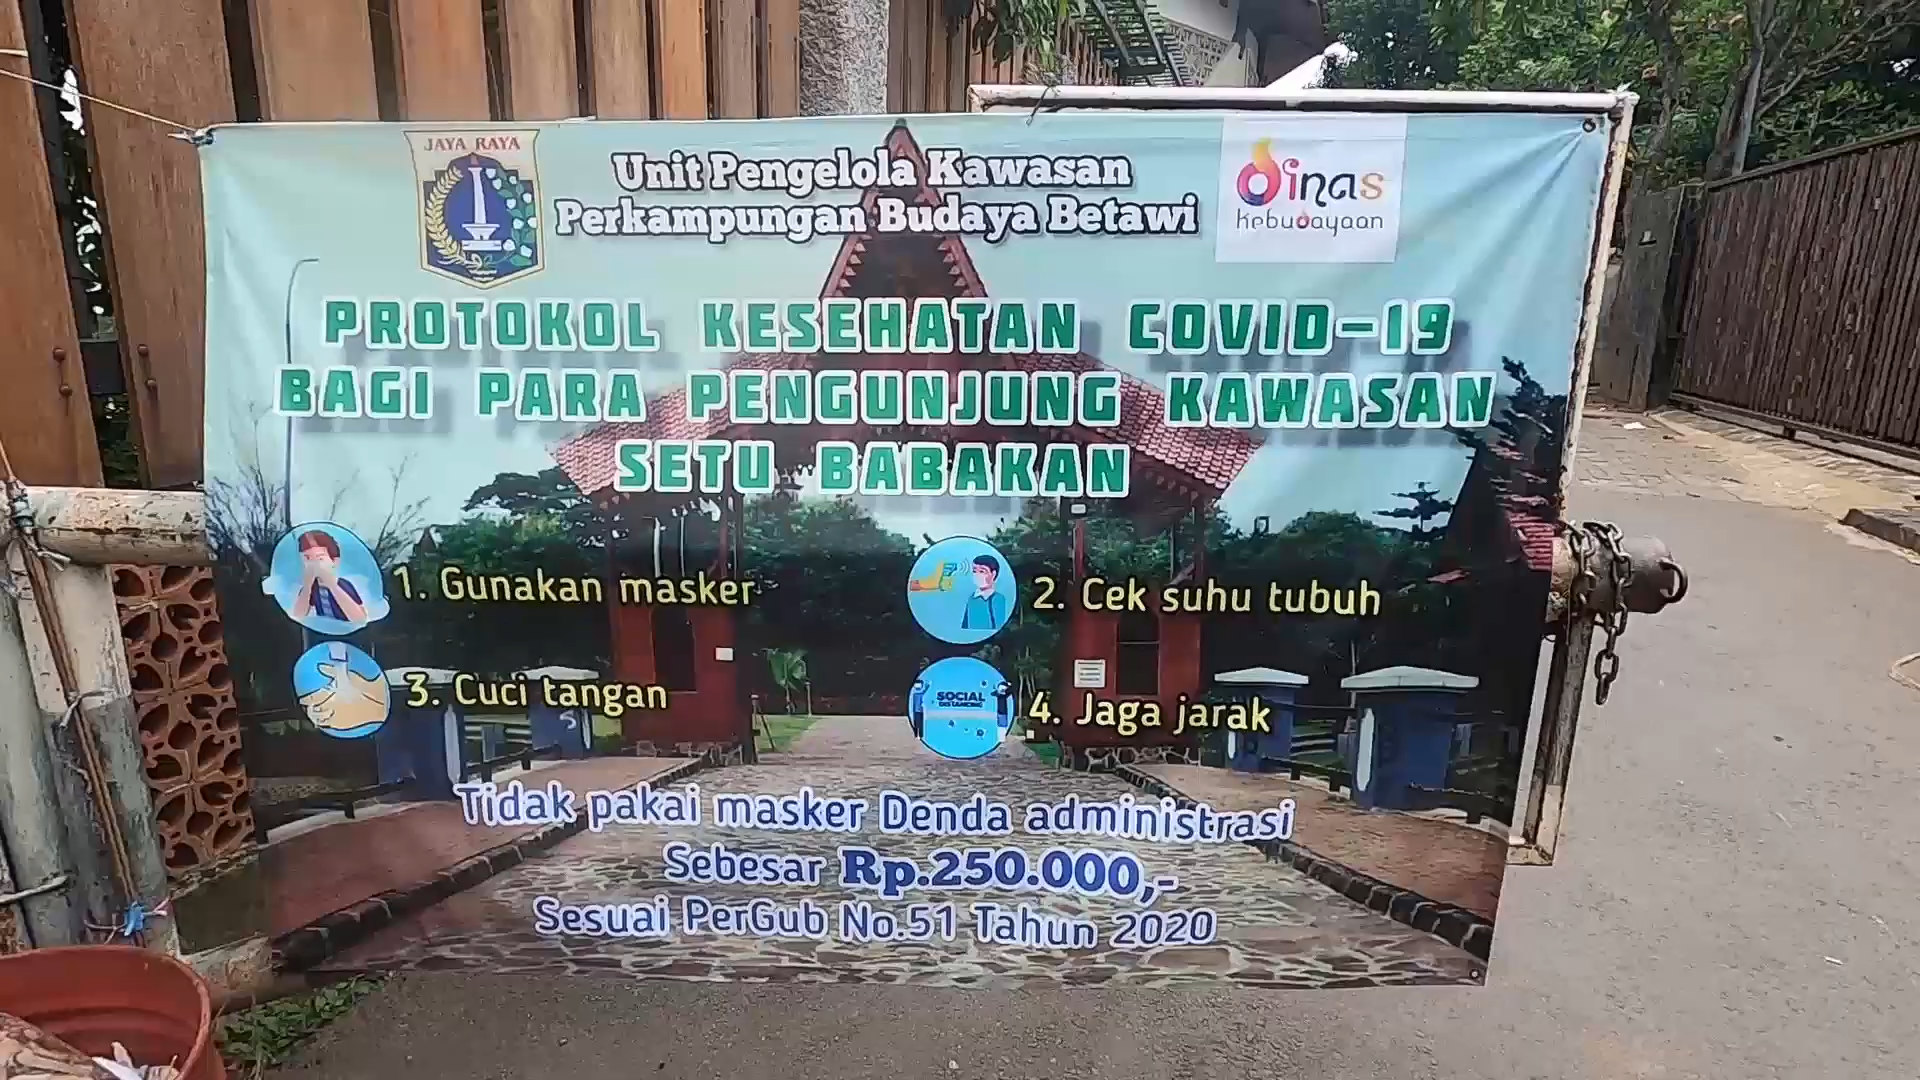 JAYA RAYA
Unit Pengelola Kawasan
Perkampungan Budaya Betawi
Dinas
Kebudayaan
PROTOKOL KESEHATAN COVID-19
BAGI PARA PENGUNJUNG KAWASAN
SETU BABAKAN
1. Gunakan masker
2. Cek suhu tubuh
3. Cuci tangan
SOCIAL
DISTANCING
4. Jaga jarak
Tidak pakai masker Denda administrasi
Sebesar Rp.250.000,-
Sesuai PerGub No.51 Tahun 2020